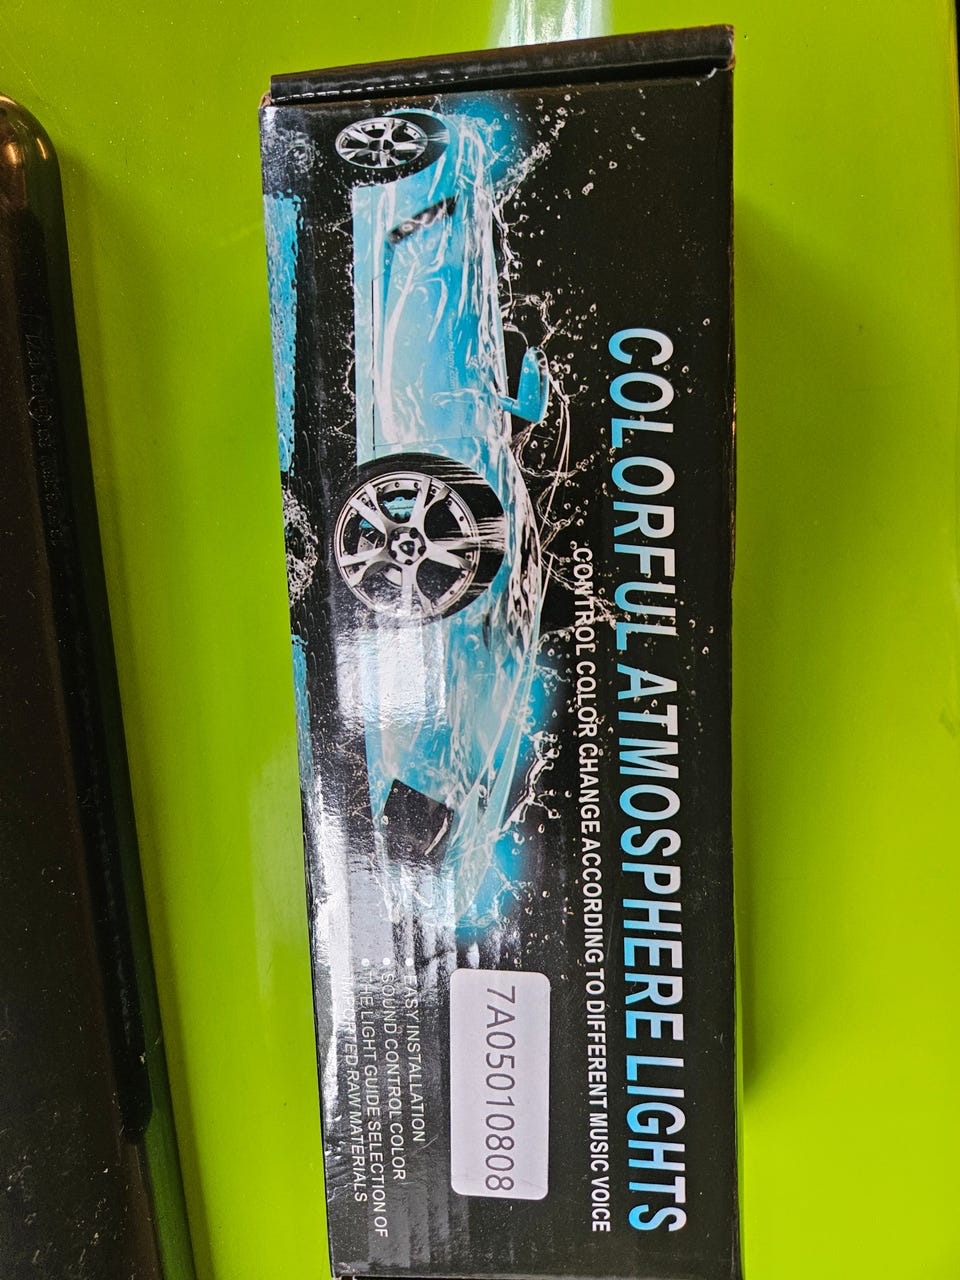 COLORFUL ATMOSPHERE LIGHTS
CONTROL COLOR CHANGE ACCORDING TO DIFFERENT MUSIC VOICE
7A05010808
• EASY INSTALLATION
• SOUND CONTROL COLOR
• THE LIGHT GUIDE SELECTION OF
IMPORTED RAW MATERIALS